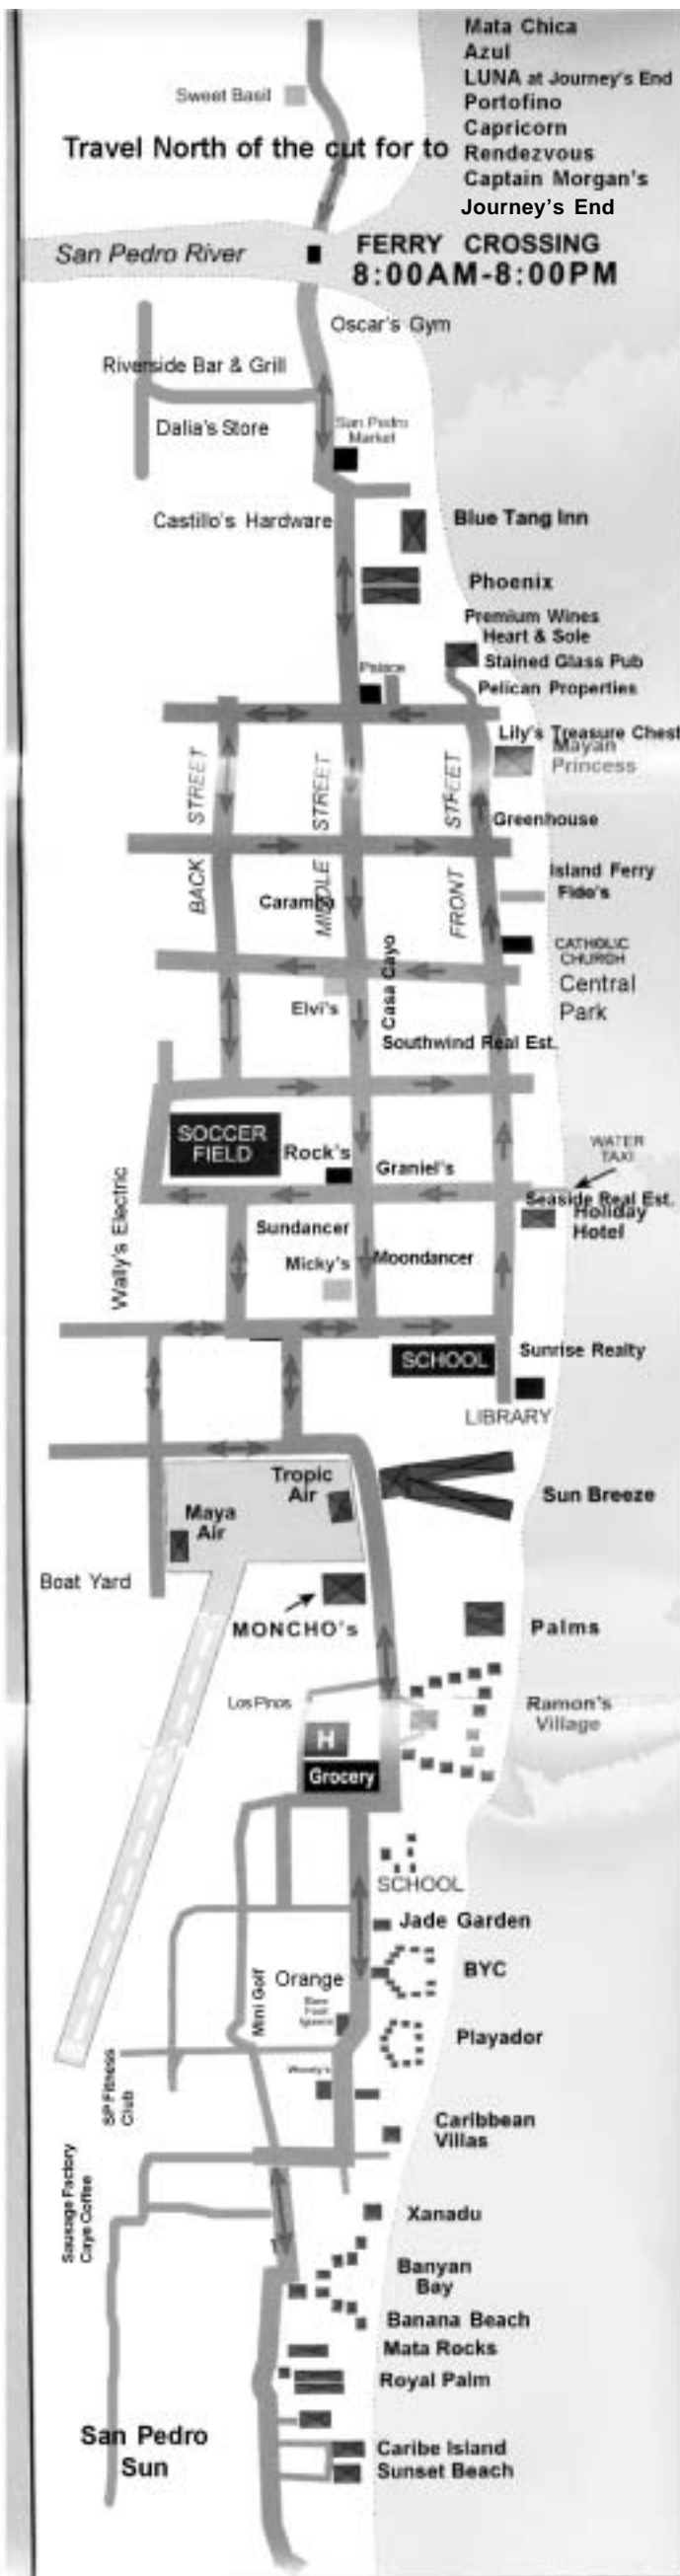 Mata Chica
Azul
LUNA at Journey's End
Portofino
Capricorn
Rendezvous
Captain Morgan's
Journey's End
Sweet Basil
Travel North of the cut for to
San Pedro River
FERRY CROSSING
8:00AM-8:00PM
Oscar's Gym
Riverside Bar & Grill
Dalia's Store
San Pedro
Market
Castillo's Hardware
Blue Tang Inn
Phoenix
Premium Wines
Heart & Sole
Stained Glass Pub
Pelican Properties
Palace
Lily's Treasure Chest
Mayan
Princess
BACK STREET
MIDDLE STREET
FRONT STREET
Greenhouse
Island Ferry
Fido's
Caramba
CATHOLIC
CHURCH
Central
Park
Elvi's
Casa Cayo
Southwind Real Est.
SOCCER
FIELD
Rock's
Graniel's
WATER
TAXI
Seaside Real Est.
Holiday
Hotel
Wally's Electric
Sundancer
Micky's
Moondancer
SCHOOL
Sunrise Realty
LIBRARY
Tropic
Air
Maya
Air
Sun Breeze
Boat Yard
MONCHO's
Palms
Los Pinos
Ramon's
Village
H
Grocery
SCHOOL
Jade Garden
Mini Golf
Orange
BYC
Bare
Foot
Iguana
Playador
SP Fitness
Club
Woody's
Caribbean
Villas
Sausage Factory
Caye Coffee
Xanadu
Banyan
Bay
Banana Beach
Mata Rocks
Royal Palm
San Pedro
Sun
Caribe Island
Sunset Beach